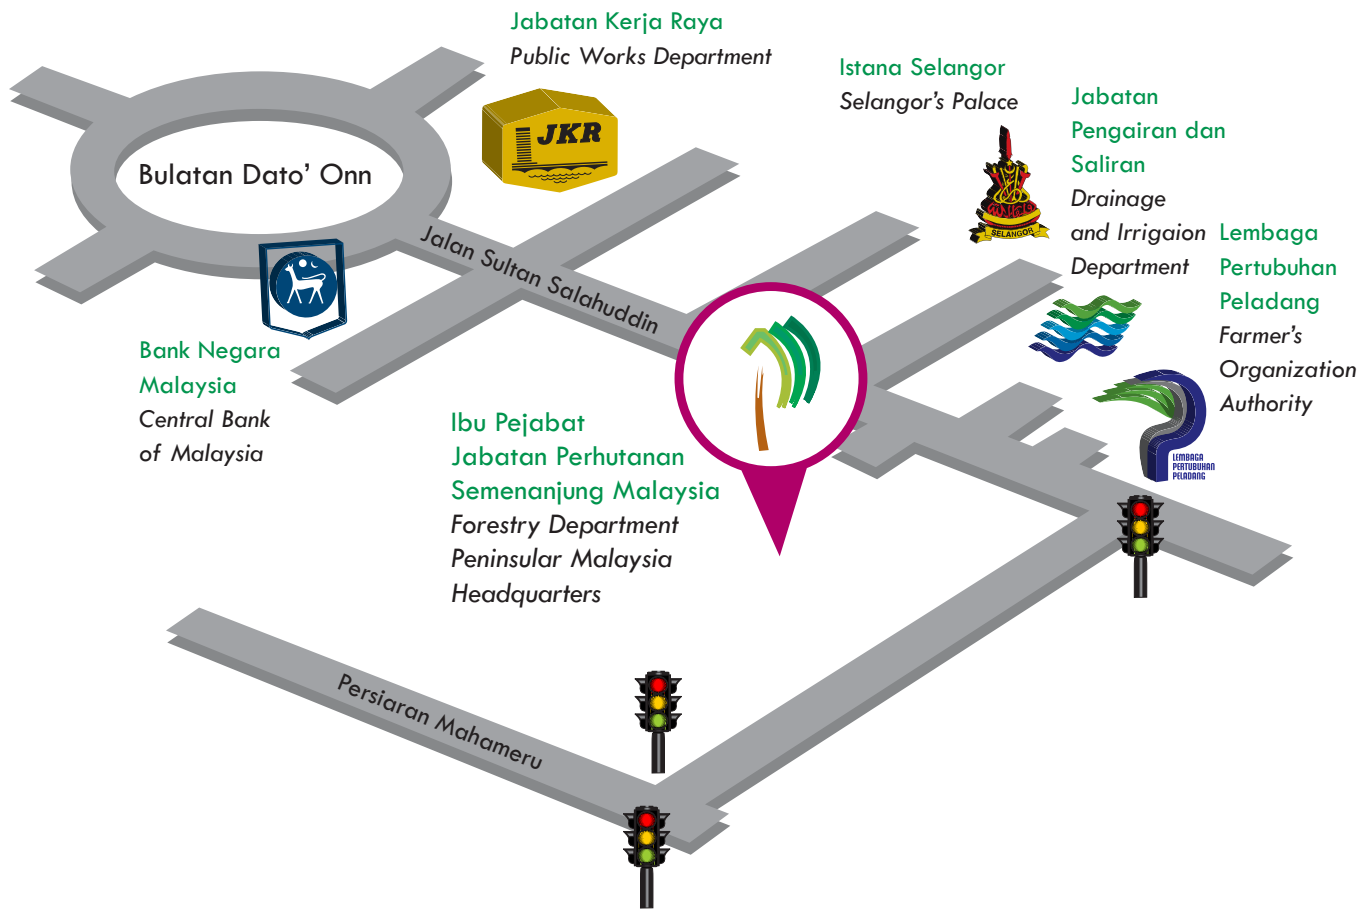 Jabatan Kerja Raya
Public Works Department
JKR
Istana Selangor
Selangor's Palace
SELANGOR
Jabatan
Pengairan dan
Saliran
Drainage
and Irrigaion
Department
Lembaga
Pertubuhan
Peladang
Farmer's
Organization
Authority
LEMBAGA
PERTUBUHAN
PELADANG
Bulatan Dato' Onn
Jalan Sultan Salahuddin
Bank Negara
Malaysia
Central Bank
of Malaysia
Ibu Pejabat
Jabatan Perhutanan
Semenanjung Malaysia
Forestry Department
Peninsular Malaysia
Headquarters
Persiaran Mahameru